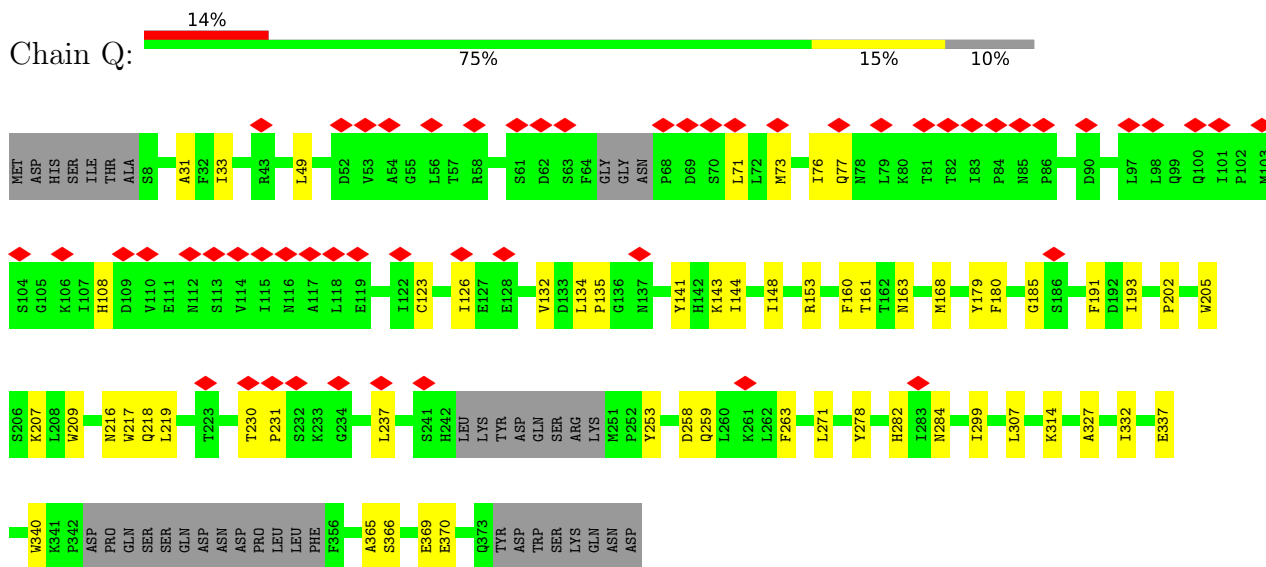 14%
Chain Q:
75% 15% 10%
MET ASP HIS SER ILE THR ALA S8 A31 F32 I33 R43 L49 D52 V53 A54 G55 L56 T57 R58 S61 D62 S63 F64 GLY GLY ASN P68 D69 S70 L71 L72 M73 I76 Q77 N78 L79 K80 T81 T82 I83 P84 N85 P86 D90 L97 L98 Q99 Q100 I101 P102 M103
S104 G105 K106 I107 H108 D109 V110 E111 N112 S113 V114 I115 N116 A117 L118 E119 I122 C123 I126 E127 E128 V132 D133 L134 P135 G136 N137 Y141 H142 K143 I144 I148 R153 F160 T161 T162 N163 M168 Y179 F180 G185 S186 F191 D192 I193 P202 W205
S206 K207 L208 W209 N216 W217 Q218 L219 T223 T230 P231 S232 K233 G234 L237 S241 H242 LEU LYS TYR ASP GLN SER ARG LYS M251 P252 Y253 D258 Q259 L260 K261 L262 F263 L271 Y278 H282 I283 N284 I299 L307 K314 A327 I332 E337
W340 K341 P342 ASP PRO GLN SER SER GLN ASP ASN ASP PRO LEU LEU PHE F356 A365 S366 E369 E370 Q373 TYR ASP TRP SER LYS GLN ASN ASP